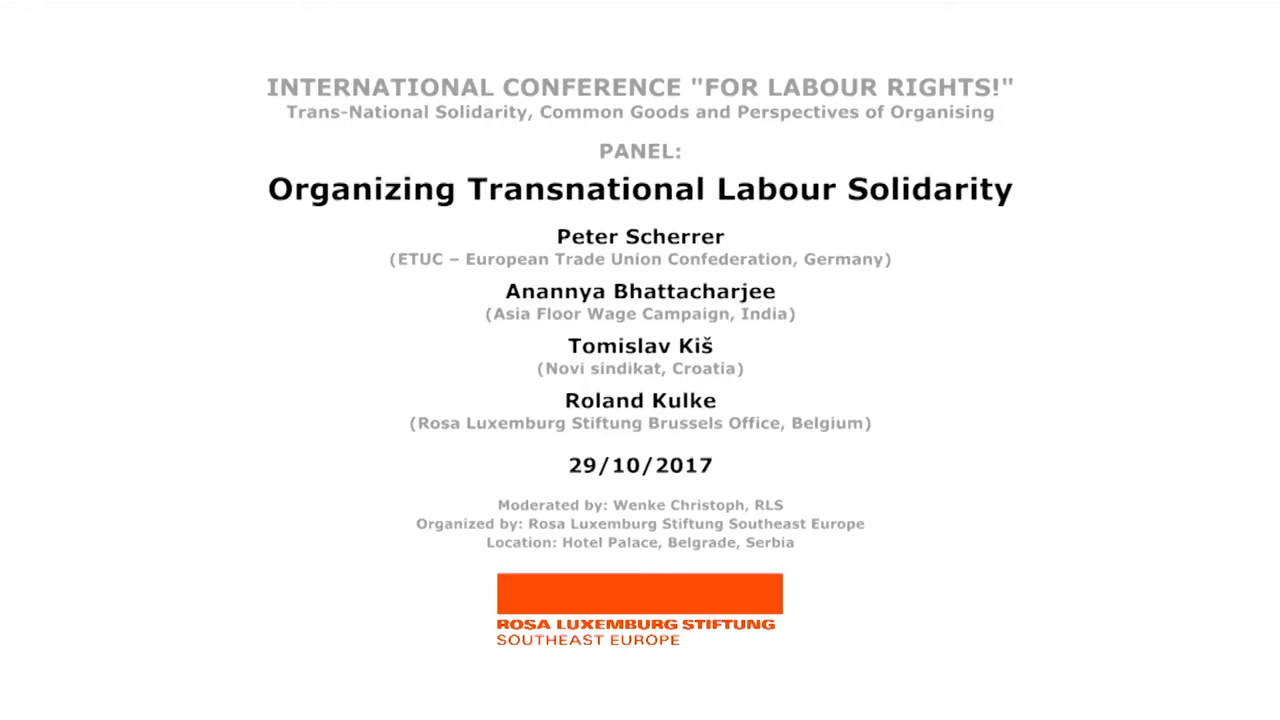 INTERNATIONAL CONFERENCE "FOR LABOUR RIGHTS!"
Trans-National Solidarity, Common Goods and Perspectives of Organising
PANEL:
Organizing Transnational Labour Solidarity
Peter Scherrer
(ETUC – European Trade Union Confederation, Germany)
Anannya Bhattacharjee
(Asia Floor Wage Campaign, India)
Tomislav Kiš
(Novi sindikat, Croatia)
Roland Kulke
(Rosa Luxemburg Stiftung Brussels Office, Belgium)
29/10/2017
Moderated by: Wenke Christoph, RLS
Organized by: Rosa Luxemburg Stiftung Southeast Europe
Location: Hotel Palace, Belgrade, Serbia
ROSA LUXEMBURG STIFTUNG
SOUTHEAST EUROPE